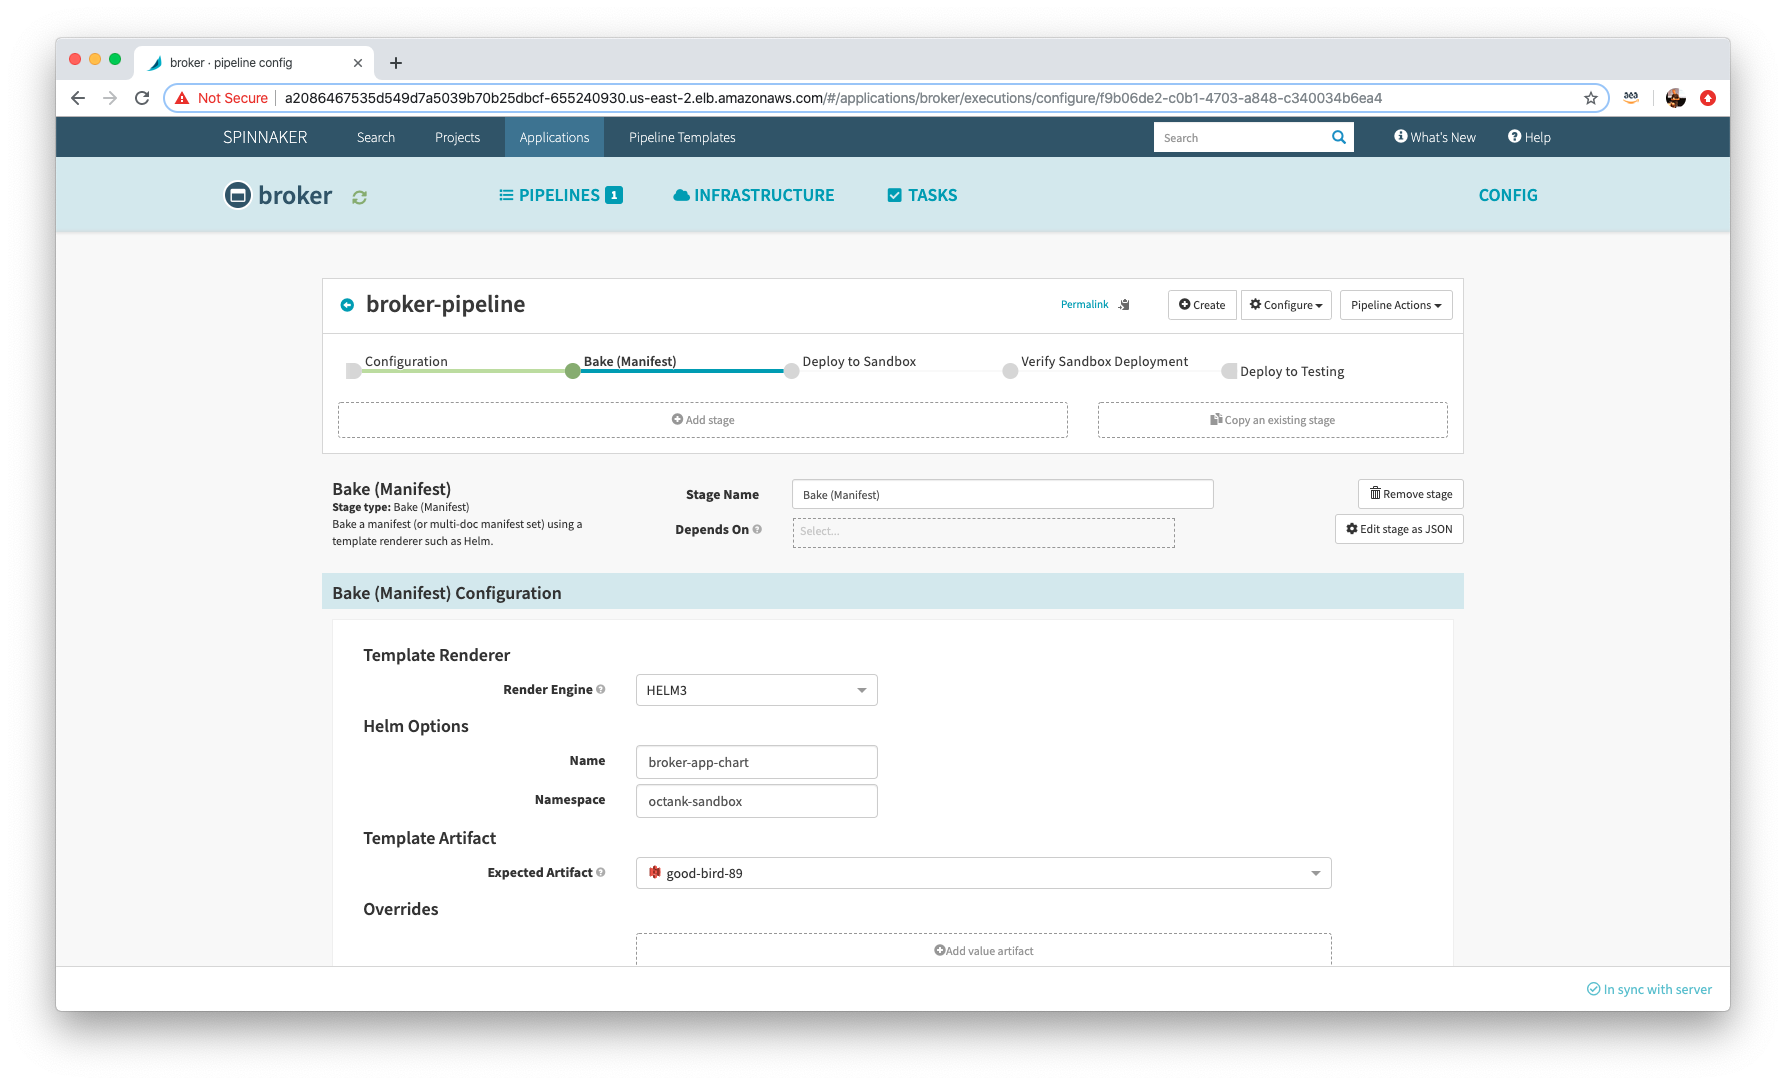 broker · pipeline config
Not Secure
a2086467535d549d7a5039b70b25dbcf-655240930.us-east-2.elb.amazonaws.com/#/applications/broker/executions/configure/f9b06de2-c0b1-4703-a848-c340034b6ea4
SPINNAKER Search Projects Applications Pipeline Templates Search What's New Help
broker PIPELINES 1 INFRASTRUCTURE TASKS CONFIG
broker-pipeline Permalink Create Configure Pipeline Actions
Configuration Bake (Manifest) Deploy to Sandbox Verify Sandbox Deployment Deploy to Testing
Add stage Copy an existing stage
Bake (Manifest)
Stage type: Bake (Manifest)
Bake a manifest (or multi-doc manifest set) using a
template renderer such as Helm.
Stage Name Bake (Manifest) Remove stage
Depends On Select... Edit stage as JSON
Bake (Manifest) Configuration
Template Renderer
Render Engine HELM3
Helm Options
Name broker-app-chart
Namespace octank-sandbox
Template Artifact
Expected Artifact good-bird-89
Overrides
Add value artifact
In sync with server